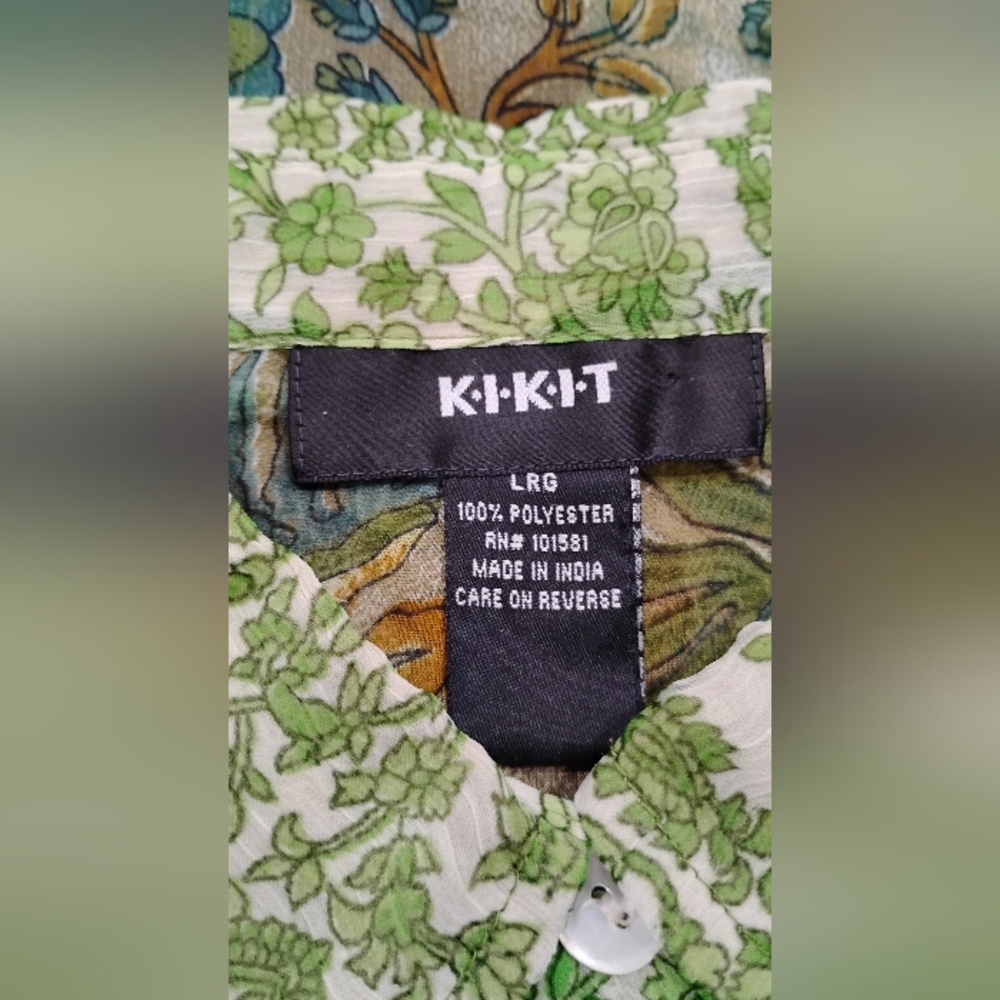 K·I·K·I·T
LRG
100% POLYESTER
RN# 101581
MADE IN INDIA
CARE ON REVERSE